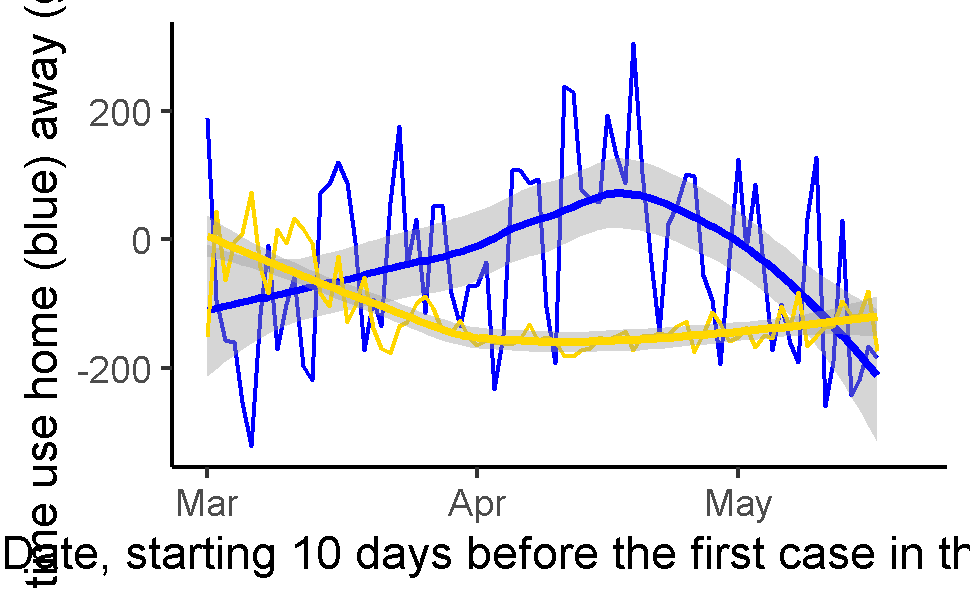 time use home (blue) away (
200
0
-200
Mar Apr May
Date, starting 10 days before the first case in th